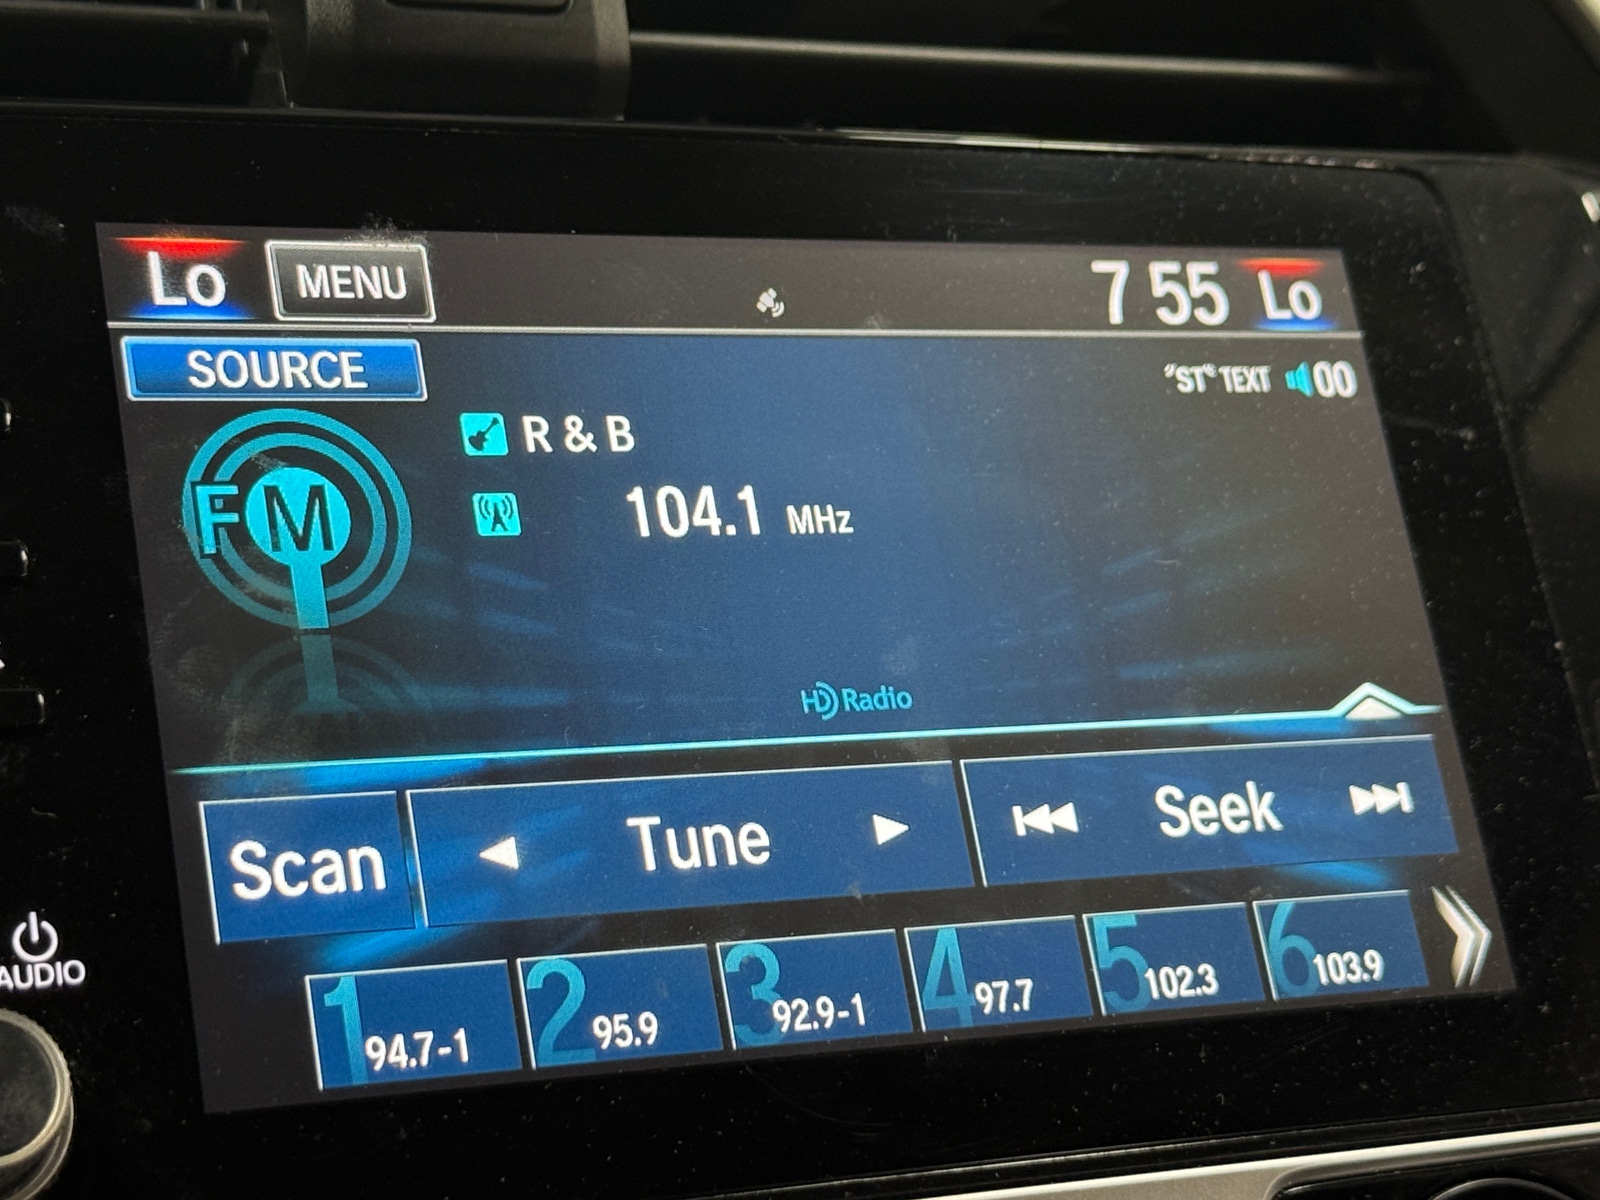 Lo MENU 7 55 Lo
SOURCE "ST" TEXT 00
FM
R & B
104.1 MHz
HD Radio
Scan Tune Seek
1 94.7-1 2 95.9 3 92.9-1 4 97.7 5 102.3 6 103.9
AUDIO